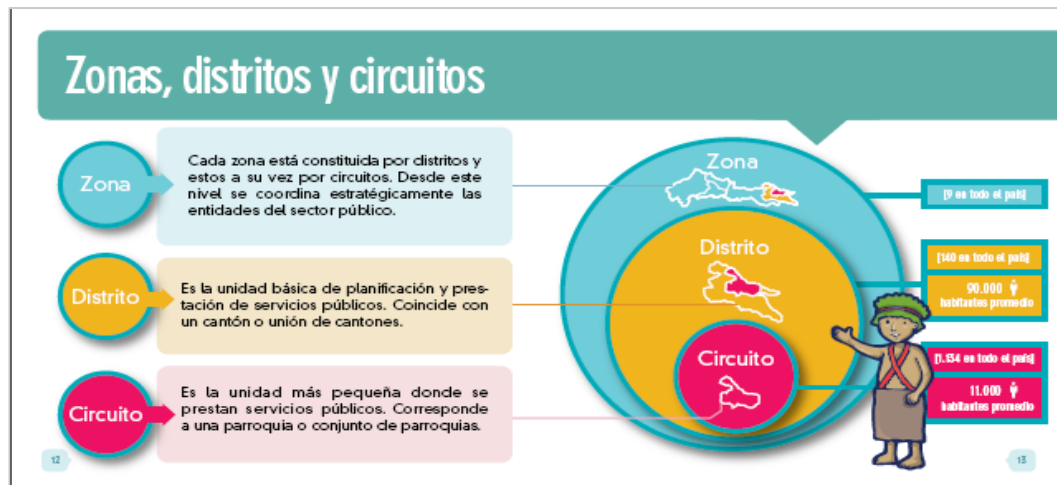 Zonas, distritos y circuitos
Zona
Cada zona está constituida por distritos y
estos a su vez por circuitos. Desde este
nivel se coordina estratégicamente las
entidades del sector público.
Distrito
Es la unidad básica de planificación y pres-
tación de servicios públicos. Coincide con
un cantón o unión de cantones.
Circuito
Es la unidad más pequeña donde se
prestan servicios públicos. Corresponde
a una parroquia o conjunto de parroquias.
12
Zona
Distrito
Circuito
[9 en todo el país]
[140 en todo el país]
90.000
habitantes promedio
[1.134 en todo el país]
11.000
habitantes promedio
13